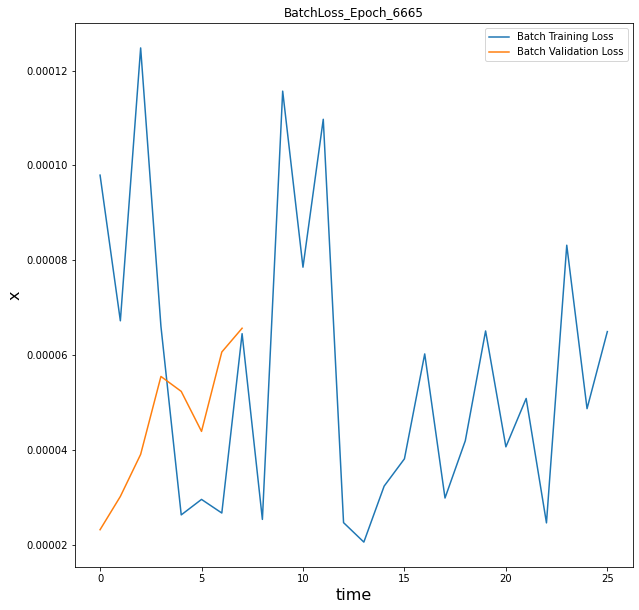 BatchLoss_Epoch_6665
Batch Training Loss
Batch Validation Loss
0.00012
0.00010
0.00008
0.00006
0.00004
0.00002
x
0 5 10 15 20 25
time